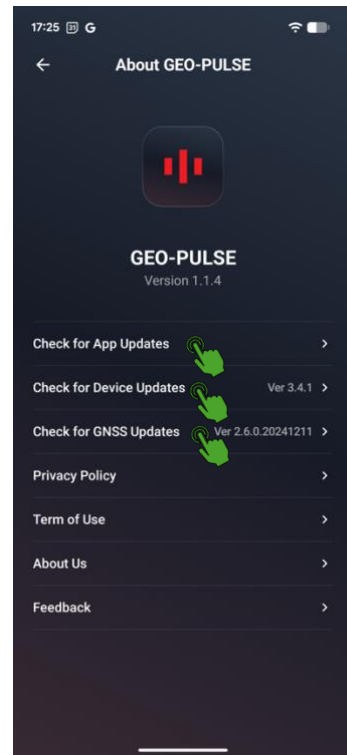 17:25 31 G
About GEO-PULSE
GEO-PULSE
Version 1.1.4
Check for App Updates
Check for Device Updates Ver 3.4.1
Check for GNSS Updates Ver 2.6.0.20241211
Privacy Policy
Term of Use
About Us
Feedback